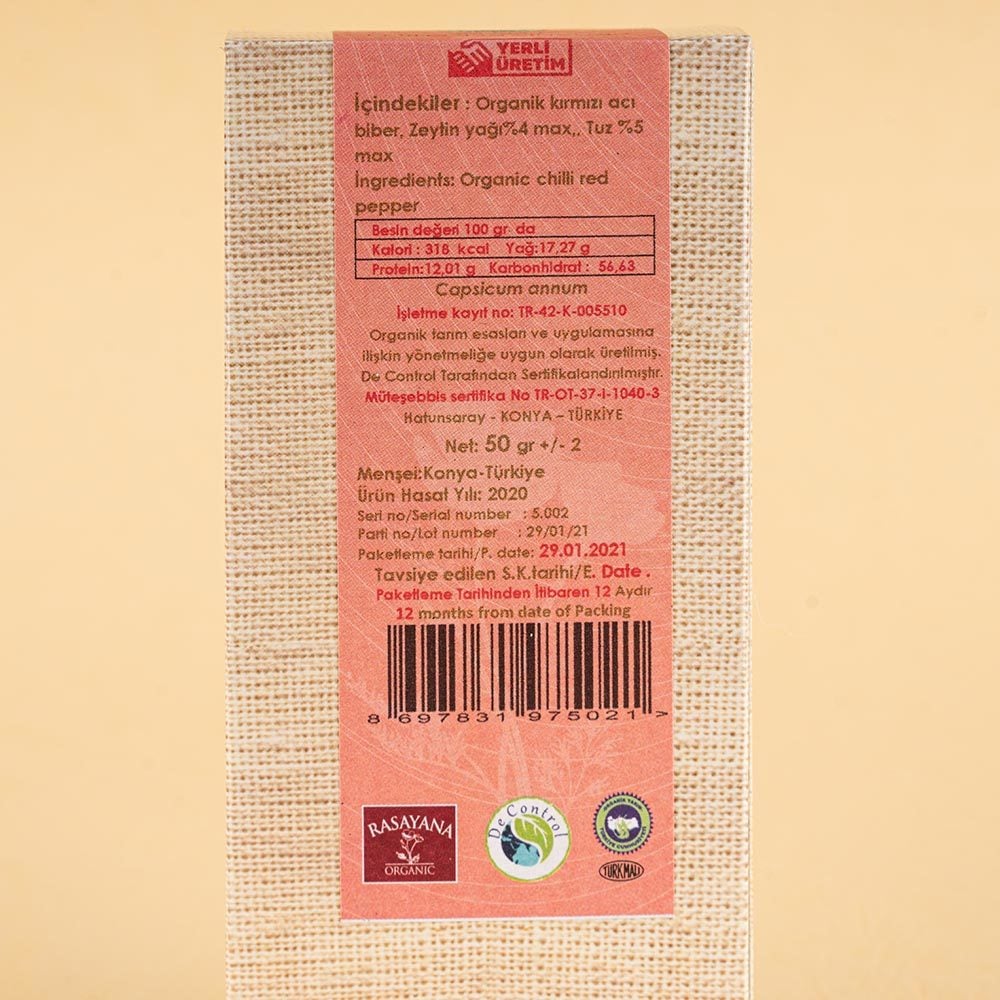 YERLİ
ÜRETİM
İçindekiler : Organik kırmızı acı
biber, Zeytin yağı%4 max,, Tuz %5
max
İngredients: Organic chilli red
pepper
Besin değeri 100 gr da
Kalori : 318 kcal Yağ:17,27 g
Protein:12,01 g Karbonhidrat : 56,63
Capsicum annum
İşletme kayıt no: TR-42-K-005510
Organik tarım esasları ve uygulamasına
ilişkin yönetmeliğe uygun olarak üretilmiş.
De Control Tarafından Sertifikalandırılmıştır.
Müteşebbis sertifika No TR-OT-37-I-1040-3
Hatunsaray - KONYA – TÜRKİYE
Net: 50 gr +/- 2
Menşei:Konya-Türkiye
Ürün Hasat Yılı: 2020
Seri no/Serial number : 5.002
Parti no/Lot number : 29/01/21
Paketleme tarihi/P. date: 29.01.2021
Tavsiye edilen S.K.tarihi/E. Date .
Paketleme Tarihinden İtibaren 12 Aydır
12 months from date of Packing
8 697831 975021 >
RASAYANA
ORGANIC
De Control
ORGANİK TARIM
TÜRKİYE CUMHURİYETİ
TÜRK MALI